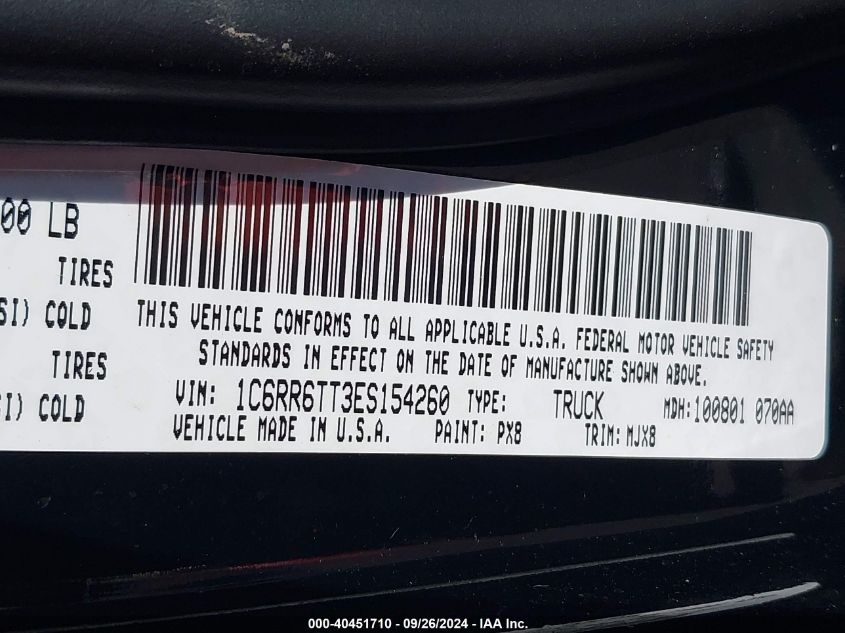 00 LB
TIRES
SI) COLD
TIRES
SI) COLD
THIS VEHICLE CONFORMS TO ALL APPLICABLE U.S.A. FEDERAL MOTOR VEHICLE SAFETY
STANDARDS IN EFFECT ON THE DATE OF MANUFACTURE SHOWN ABOVE.
VIN: 1C6RR6TT3ES154260 TYPE: TRUCK MDH: 100801 070AA
VEHICLE MADE IN U.S.A. PAINT: PX8 TRIM: MJX8
000-40451710 - 09/26/2024 - IAA Inc.